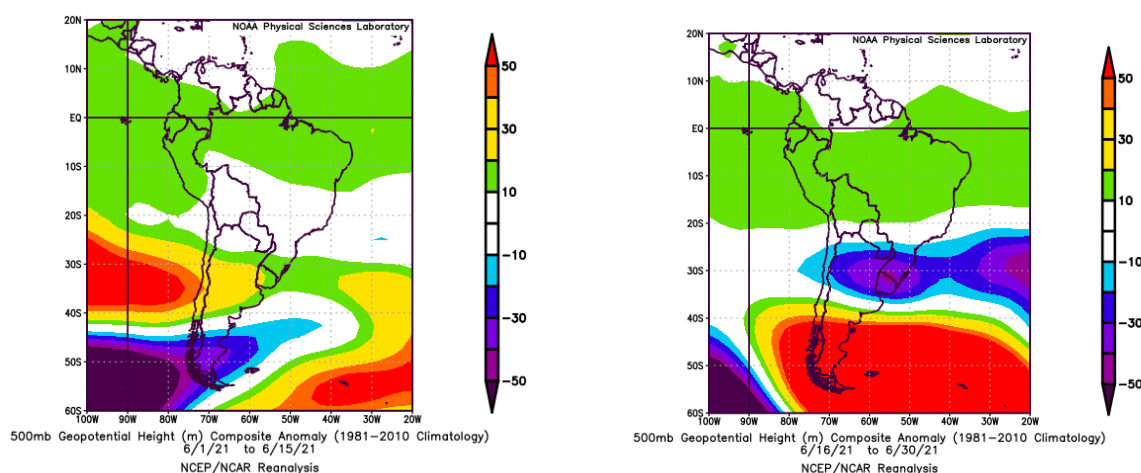 NOAA Physical Sciences Laboratory
20N
10N
EQ
10S
20S
30S
40S
50S
60S
100W 90W 80W 70W 60W 50W 40W 30W 20W
50
30
10
-10
-30
-50
500mb Geopotential Height (m) Composite Anomaly (1981-2010 Climatology)
6/1/21 to 6/15/21
NCEP/NCAR Reanalysis
NOAA Physical Sciences Laboratory
20N
10N
EQ
10S
20S
30S
40S
50S
60S
100W 90W 80W 70W 60W 50W 40W 30W 20W
50
30
10
-10
-30
-50
500mb Geopotential Height (m) Composite Anomaly (1981-2010 Climatology)
6/16/21 to 6/30/21
NCEP/NCAR Reanalysis